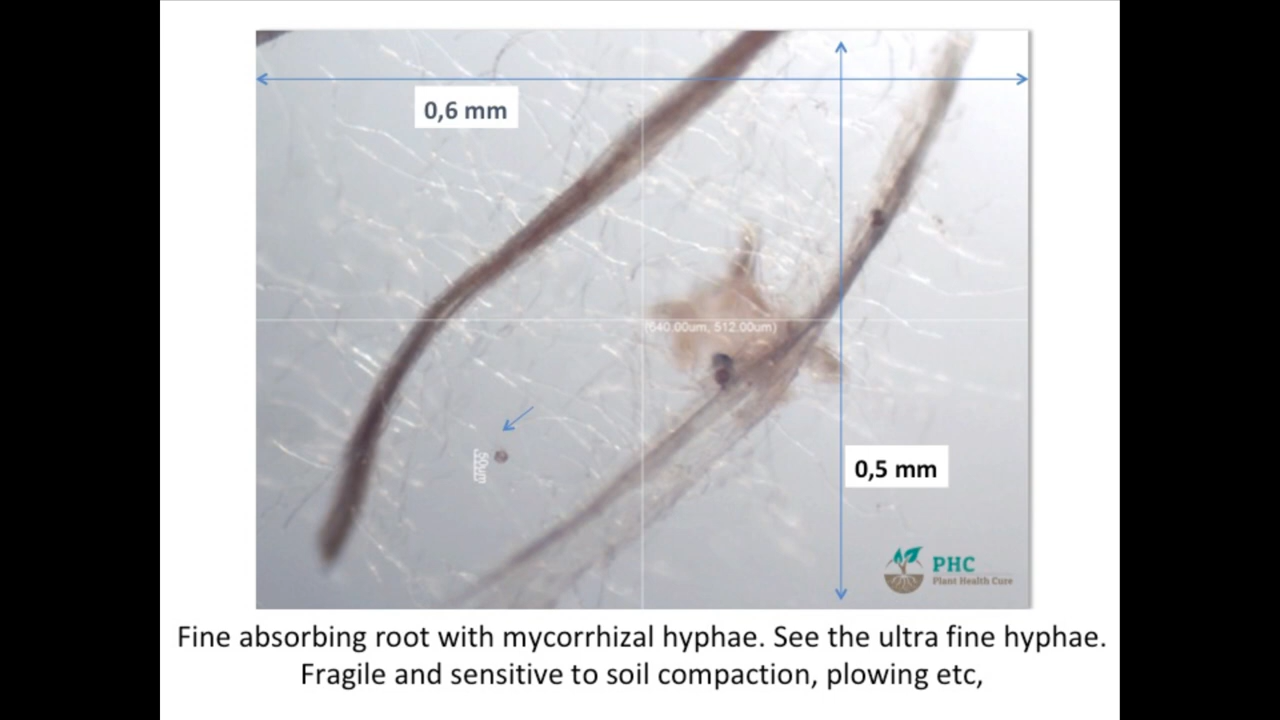 0,6 mm
(640.00um, 512.00um)
50um
0,5 mm
PHC
Plant Health Cure
Fine absorbing root with mycorrhizal hyphae. See the ultra fine hyphae.
Fragile and sensitive to soil compaction, plowing etc,